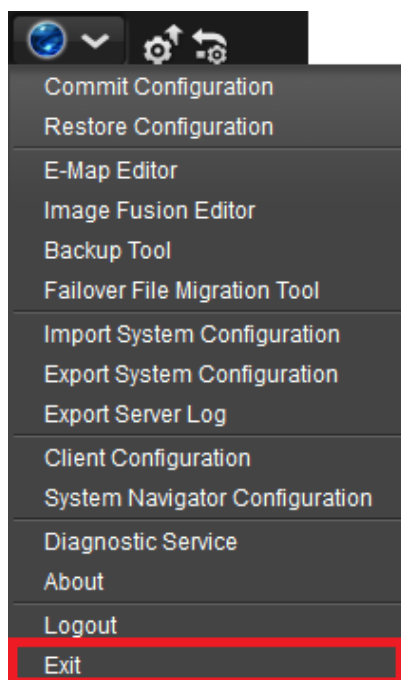 Commit Configuration
Restore Configuration
E-Map Editor
Image Fusion Editor
Backup Tool
Failover File Migration Tool
Import System Configuration
Export System Configuration
Export Server Log
Client Configuration
System Navigator Configuration
Diagnostic Service
About
Logout
Exit